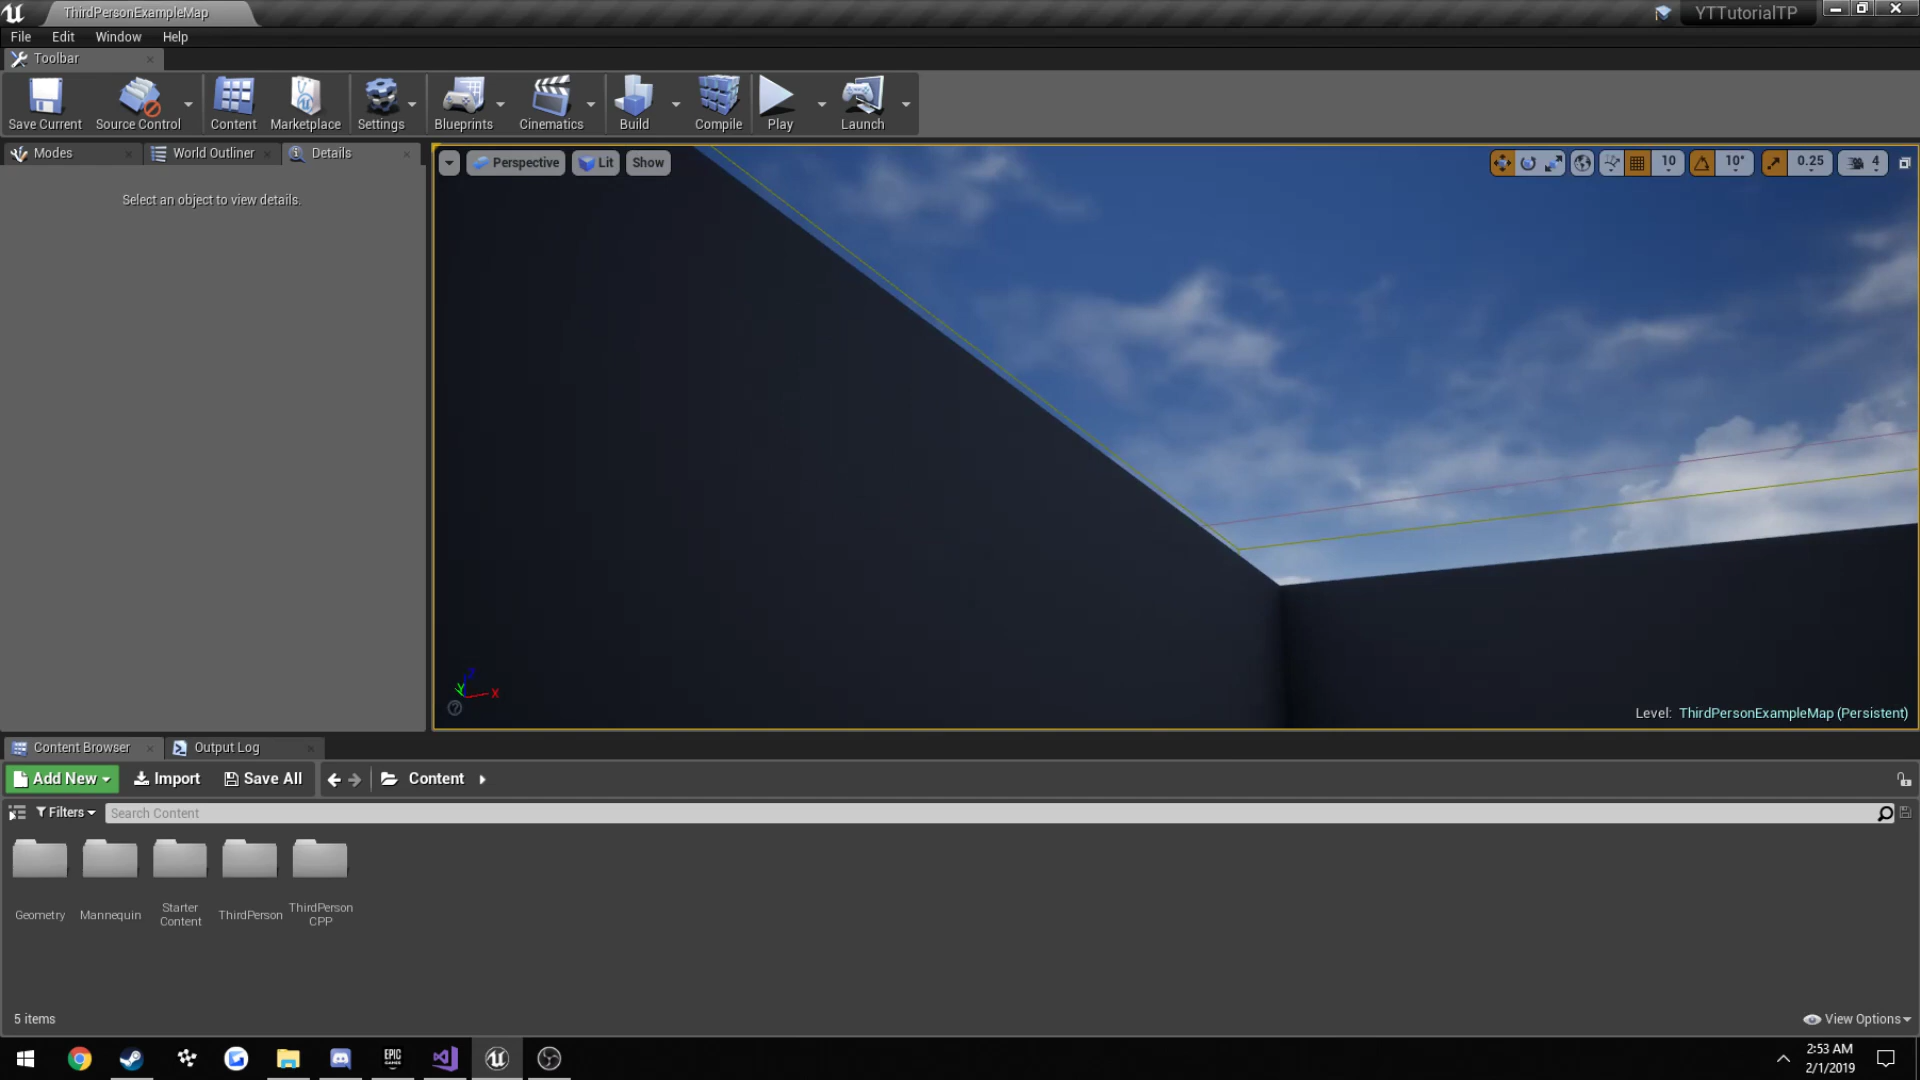 ThirdPersonExampleMap
YTTutorialTP
File Edit Window Help
Toolbar
Save Current Source Control Content Marketplace Settings Blueprints Cinematics Build Compile Play Launch
Modes World Outliner Details
Select an object to view details.
Perspective Lit Show
10 10° 0.25 4
X
Y
Level: ThirdPersonExampleMap (Persistent)
Content Browser Output Log
Add New Import Save All Content
Filters Search Content
Geometry
Mannequin
Starter
Content
ThirdPerson
ThirdPerson
CPP
5 items
View Options
EPIC
GAMES
2:53 AM
2/1/2019